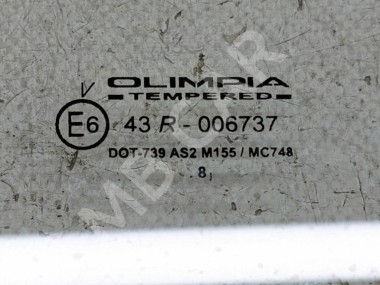 V
OLIMPIA
TEMPERED
E6 43 R - 006737
DOT-739 AS2 M155 / MC748
8